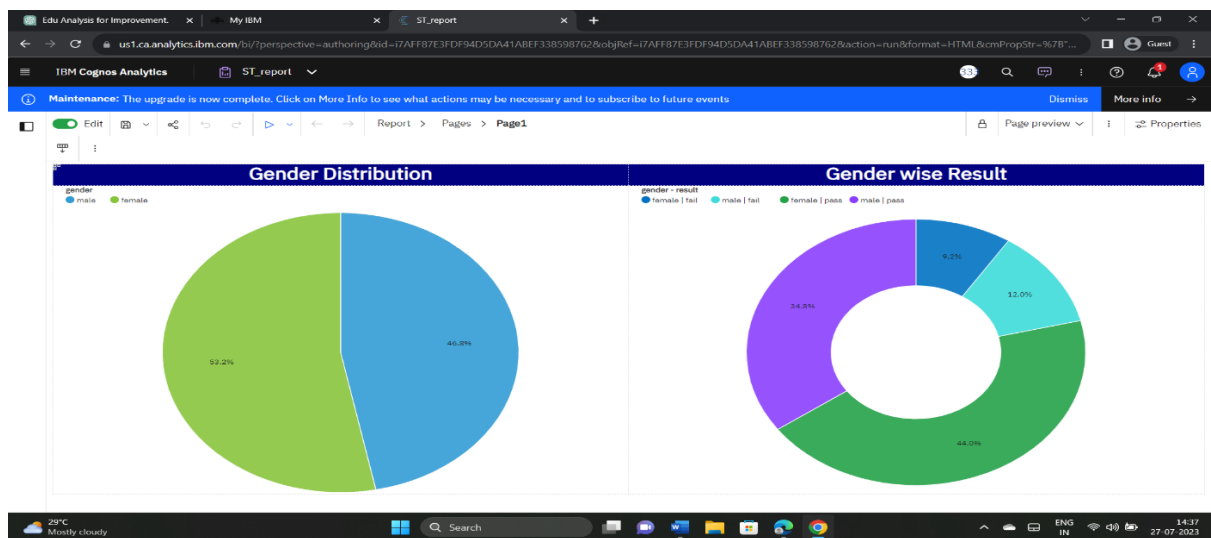 Edu Analysis for Improvement.
My IBM
ST_report
us1.ca.analytics.ibm.com/bi/?perspective=authoring&id=i7AFF87E3FDF94D5DA41ABEF338598762&objRef=i7AFF87E3FDF94D5DA41ABEF338598762&action=run&format=HTML&cmPropStr=%7B"...
Guest
IBM Cognos Analytics
ST_report
333
1
Maintenance: The upgrade is now complete. Click on More Info to see what actions may be necessary and to subscribe to future events
Dismiss
More info
Edit
Report > Pages > Page1
Page preview
Properties
Gender Distribution
gender
male female
46.8%
53.2%
Gender wise Result
gender - result
female | fail male | fail female | pass male | pass
9.2%
12.0%
34.8%
44.0%
29°C
Mostly cloudy
Search
ENG
IN
14:37
27-07-2023